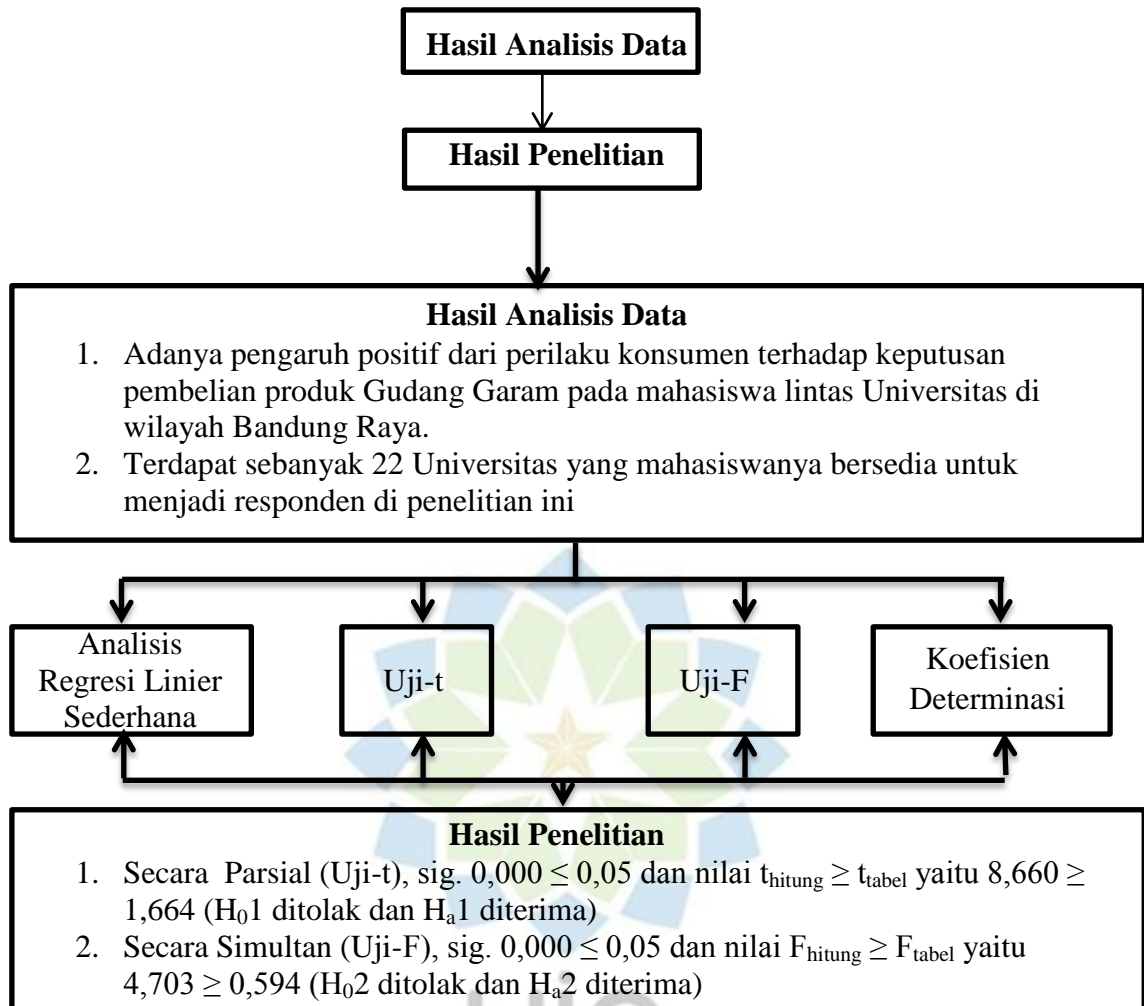 Hasil Analisis Data
Hasil Penelitian
Hasil Analisis Data
1. Adanya pengaruh positif dari perilaku konsumen terhadap keputusan
pembelian produk Gudang Garam pada mahasiswa lintas Universitas di
wilayah Bandung Raya.
2. Terdapat sebanyak 22 Universitas yang mahasiswanya bersedia untuk
menjadi responden di penelitian ini
Analisis
Regresi Linier
Sederhana
Uji-t
Uji-F
Koefisien
Determinasi
Hasil Penelitian
1. Secara Parsial (Uji-t), sig. 0,000 ≤ 0,05 dan nilai t_hitung ≥ t_tabel yaitu 8,660 ≥
1,664 (H₀1 ditolak dan Hₐ1 diterima)
2. Secara Simultan (Uji-F), sig. 0,000 ≤ 0,05 dan nilai F_hitung ≥ F_tabel yaitu
4,703 ≥ 0,594 (H₀2 ditolak dan Hₐ2 diterima)